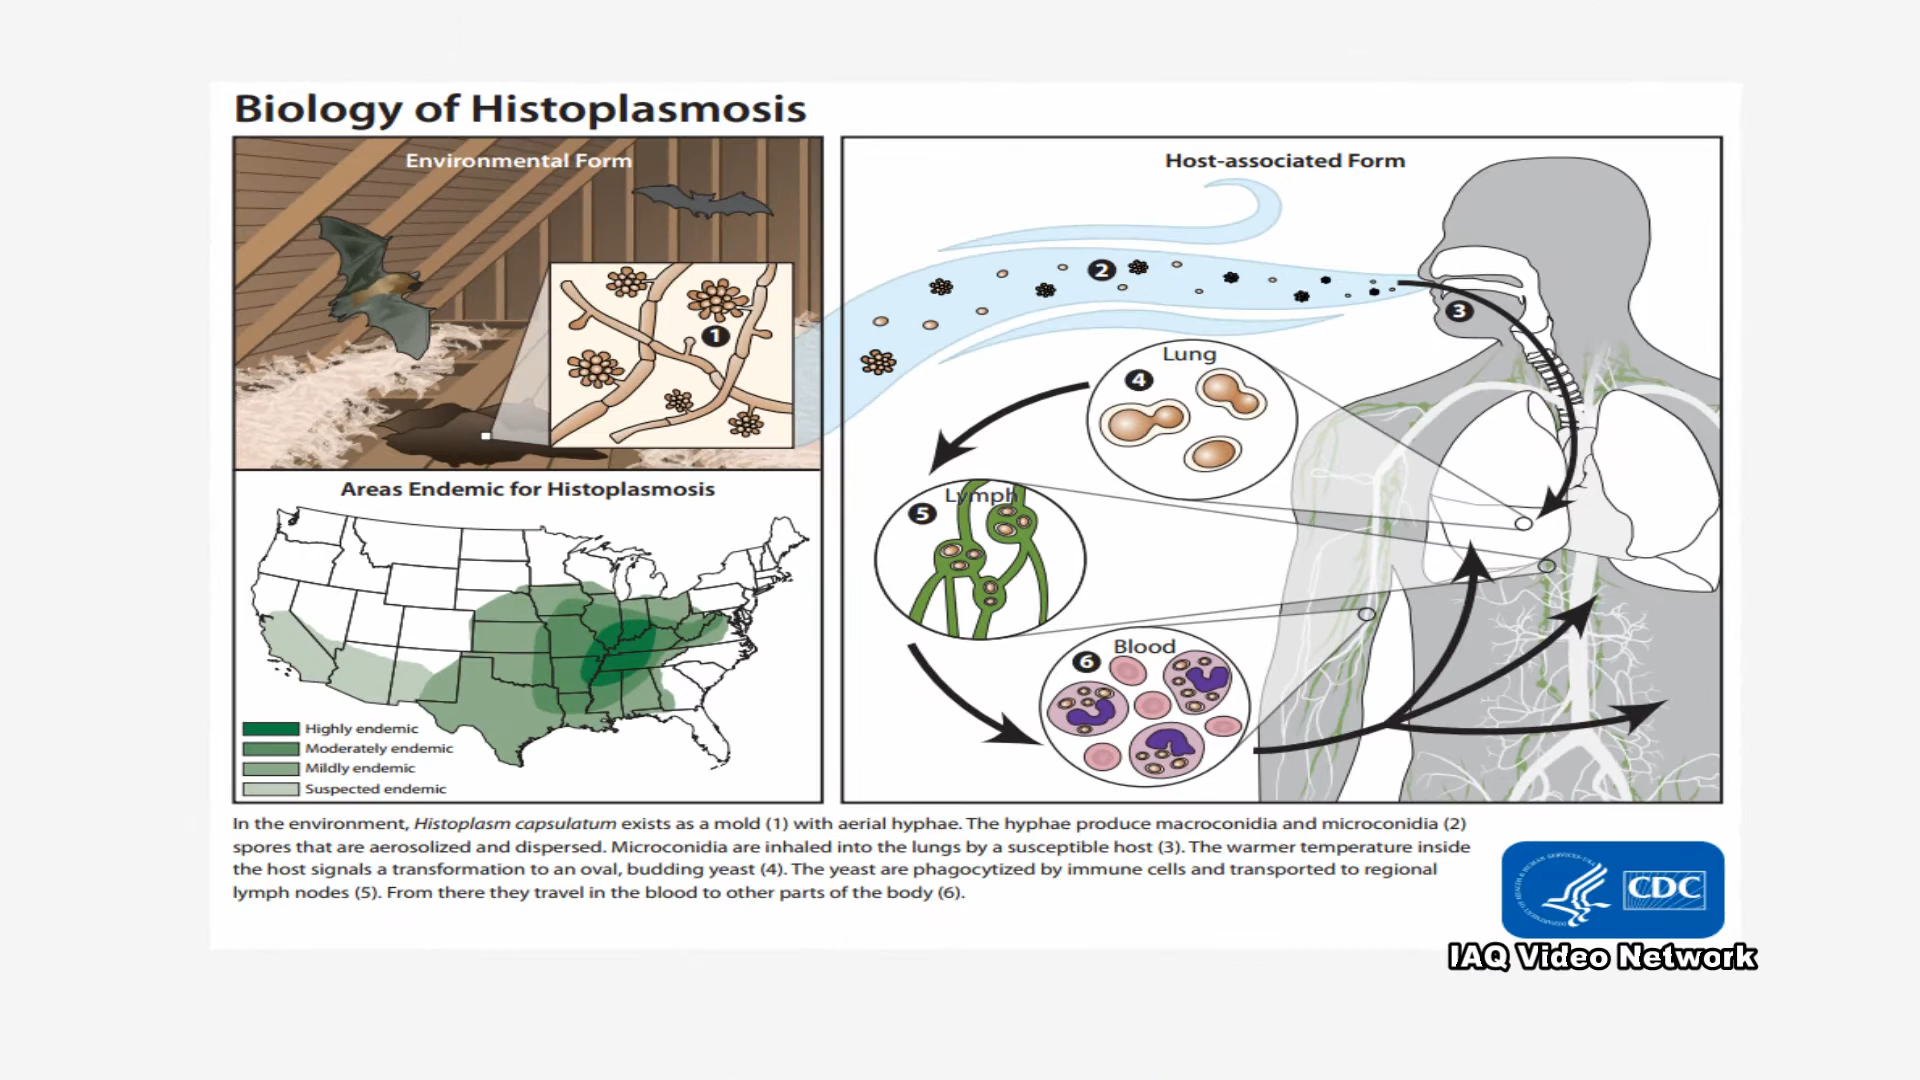 Biology of Histoplasmosis
Environmental Form
1
Areas Endemic for Histoplasmosis
Highly endemic
Moderately endemic
Mildly endemic
Suspected endemic
Host-associated Form
2
3
Lung
4
Lymph
5
Blood
6
In the environment, Histoplasm capsulatum exists as a mold (1) with aerial hyphae. The hyphae produce macroconidia and microconidia (2)
spores that are aerosolized and dispersed. Microconidia are inhaled into the lungs by a susceptible host (3). The warmer temperature inside
the host signals a transformation to an oval, budding yeast (4). The yeast are phagocytized by immune cells and transported to regional
lymph nodes (5). From there they travel in the blood to other parts of the body (6).
CDC
IAQ Video Network